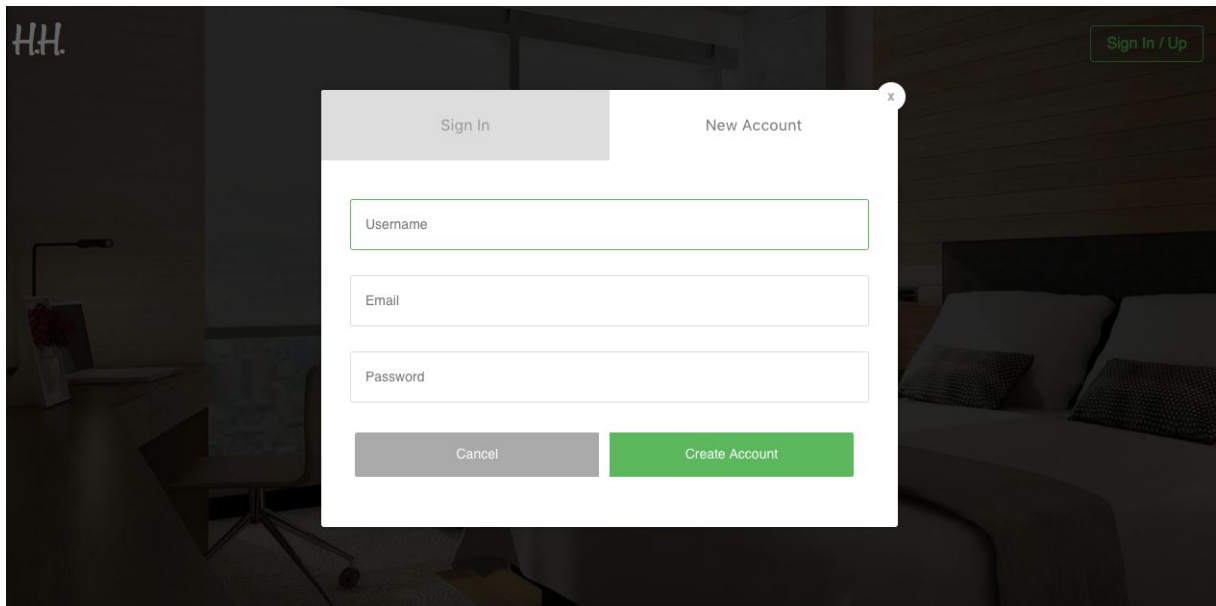 H.H.
Sign In / Up
x
Sign In
New Account
Username
Email
Password
Cancel
Create Account